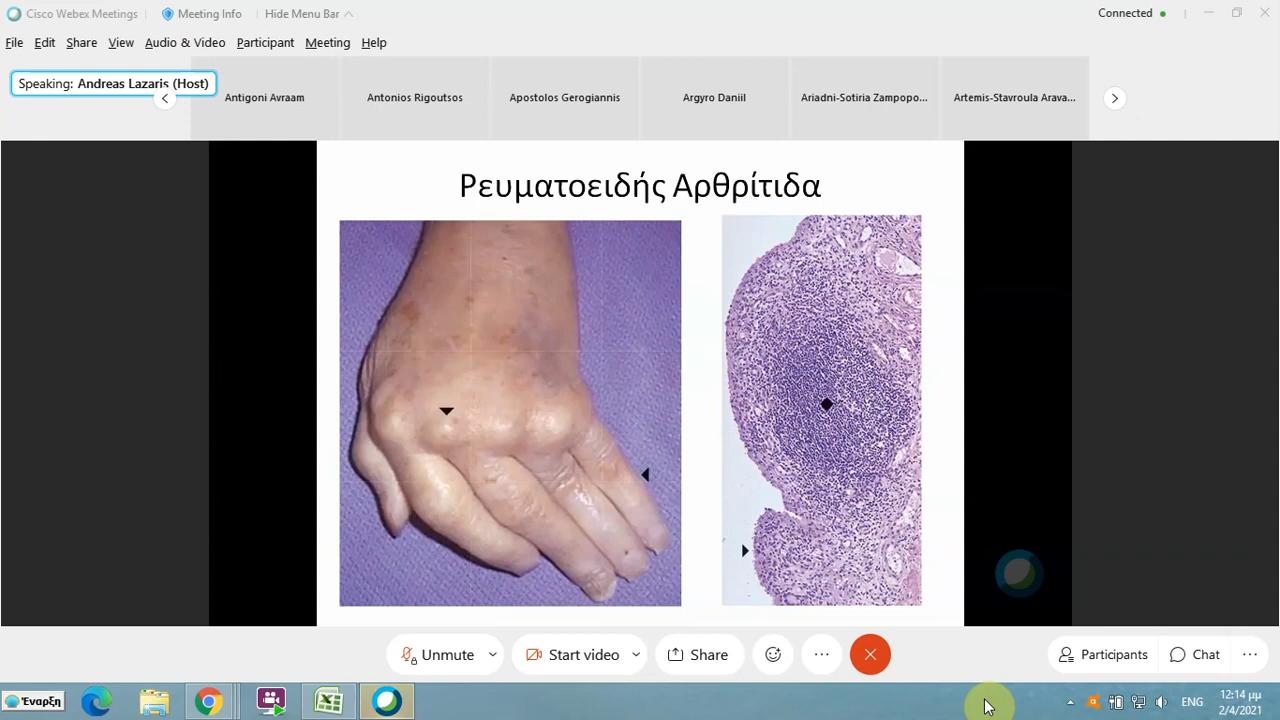 Cisco Webex Meetings
Meeting Info
Hide Menu Bar
Connected
File Edit Share View Audio & Video Participant Meeting Help
Speaking: Andreas Lazaris (Host)
Antigoni Avraam
Antonios Rigoutsos
Apostolos Gerogiannis
Argyro Daniil
Ariadni-Sotiria Zampopo...
Artemis-Stavroula Arava...
Ρευματοειδής Αρθρίτιδα
Unmute
Start video
Share
Participants
Chat
Έναρξη
ENG
12:14 μμ
2/4/2021